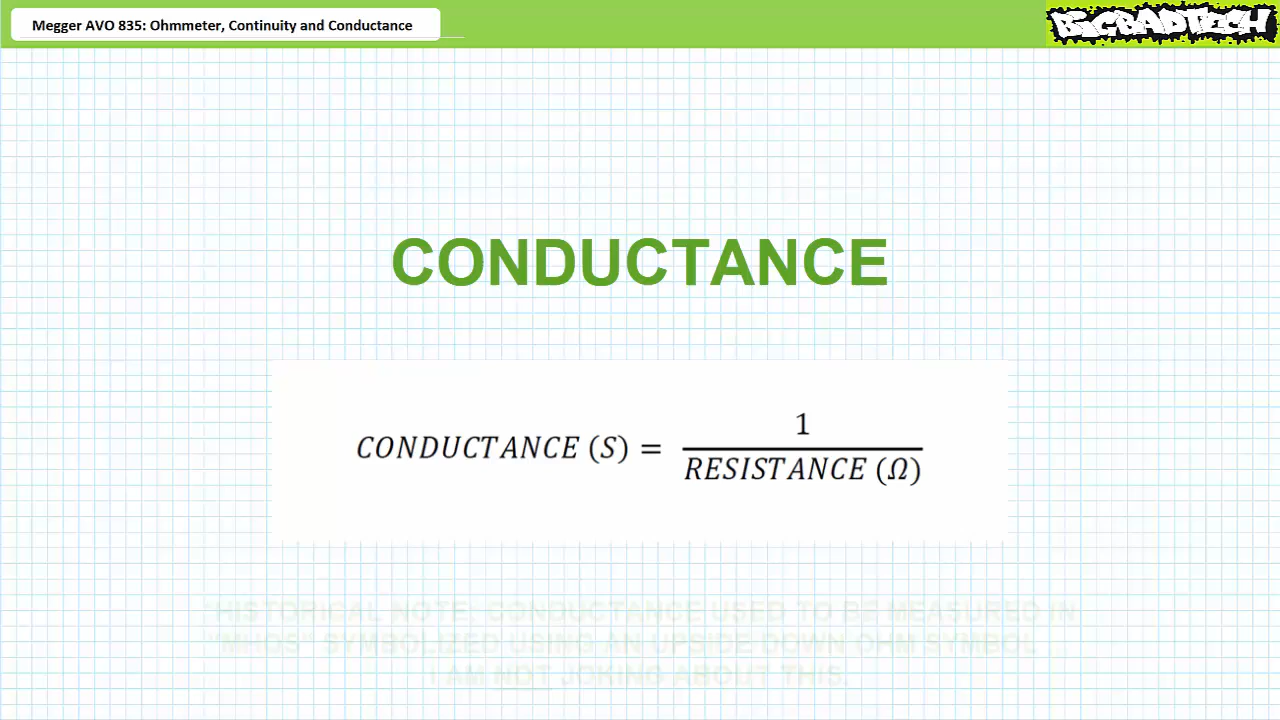 Megger AVO 835: Ohmmeter, Continuity and Conductance
BIGBADTECH
CONDUCTANCE
CONDUCTANCE (S) = 1 / RESISTANCE (Ω)
*HISTORICAL NOTE: CONDUCTANCE USED TO BE MEASURED IN
"MHOS" SYMBOLIZED USING AN UPSIDE DOWN OHM SYMBOL
I AM NOT JOKING ABOUT THIS.